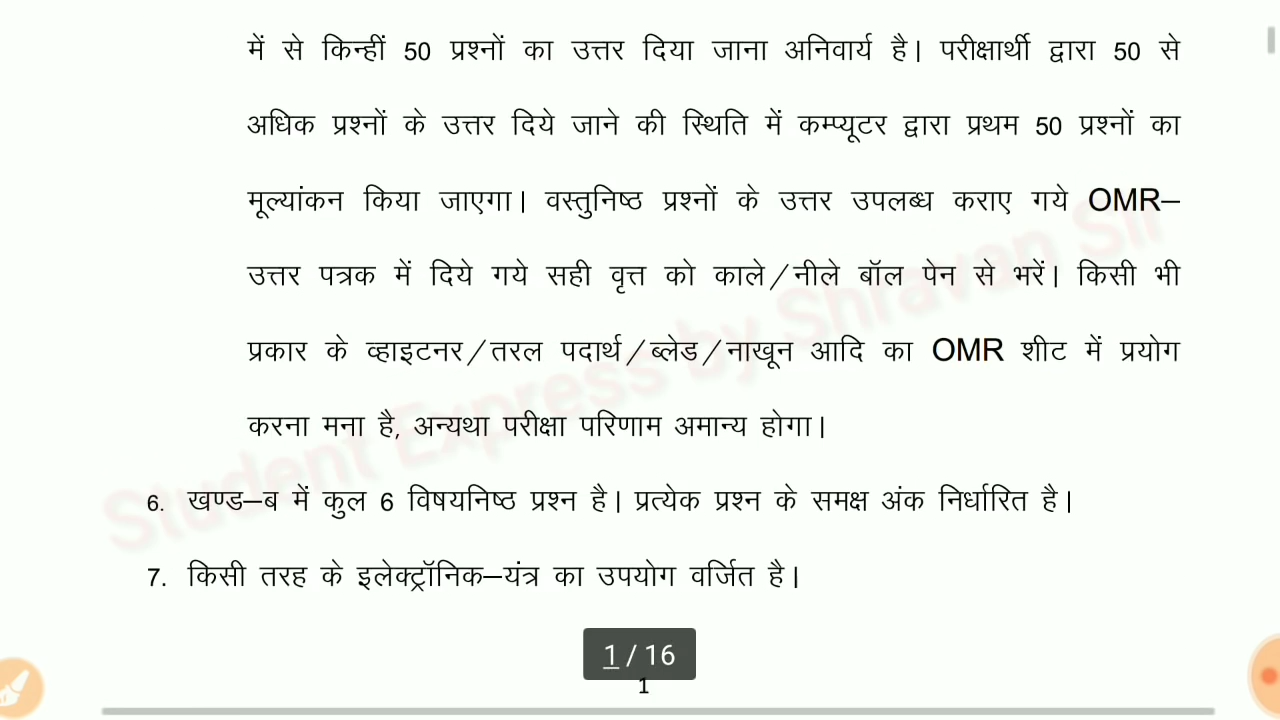 में से किन्हीं 50 प्रश्नों का उत्तर दिया जाना अनिवार्य है। परीक्षार्थी द्वारा 50 से
अधिक प्रश्नों के उत्तर दिये जाने की स्थिति में कम्प्यूटर द्वारा प्रथम 50 प्रश्नों का
मूल्यांकन किया जाएगा। वस्तुनिष्ठ प्रश्नों के उत्तर उपलब्ध कराए गये OMR–
उत्तर पत्रक में दिये गये सही वृत्त को काले/नीले बॉल पेन से भरें। किसी भी
प्रकार के व्हाइटनर/तरल पदार्थ/ब्लेड/नाखून आदि का OMR शीट में प्रयोग
करना मना है, अन्यथा परीक्षा परिणाम अमान्य होगा।
6. खण्ड–ब में कुल 6 विषयनिष्ठ प्रश्न है। प्रत्येक प्रश्न के समक्ष अंक निर्धारित है।
7. किसी तरह के इलेक्ट्रॉनिक–यंत्र का उपयोग वर्जित है।
Student Express by Shravan Sir
1 / 16
1